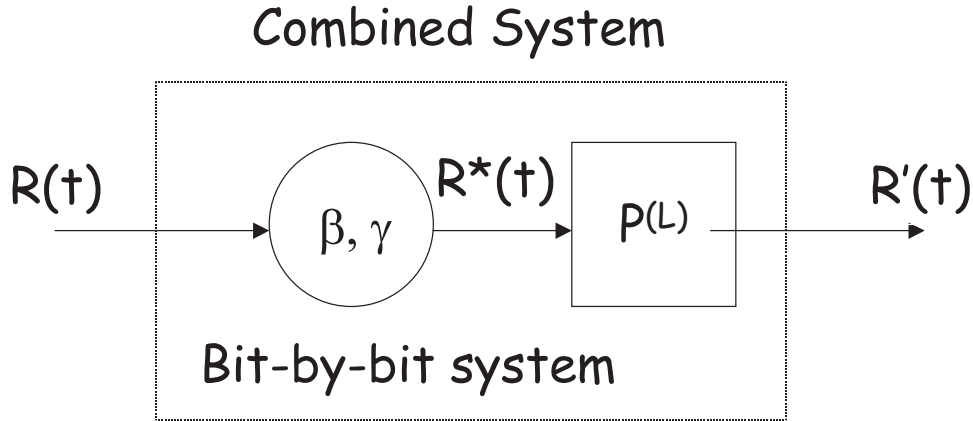 Combined System
R(t)
β, γ
R*(t)
P(L)
R'(t)
Bit-by-bit system